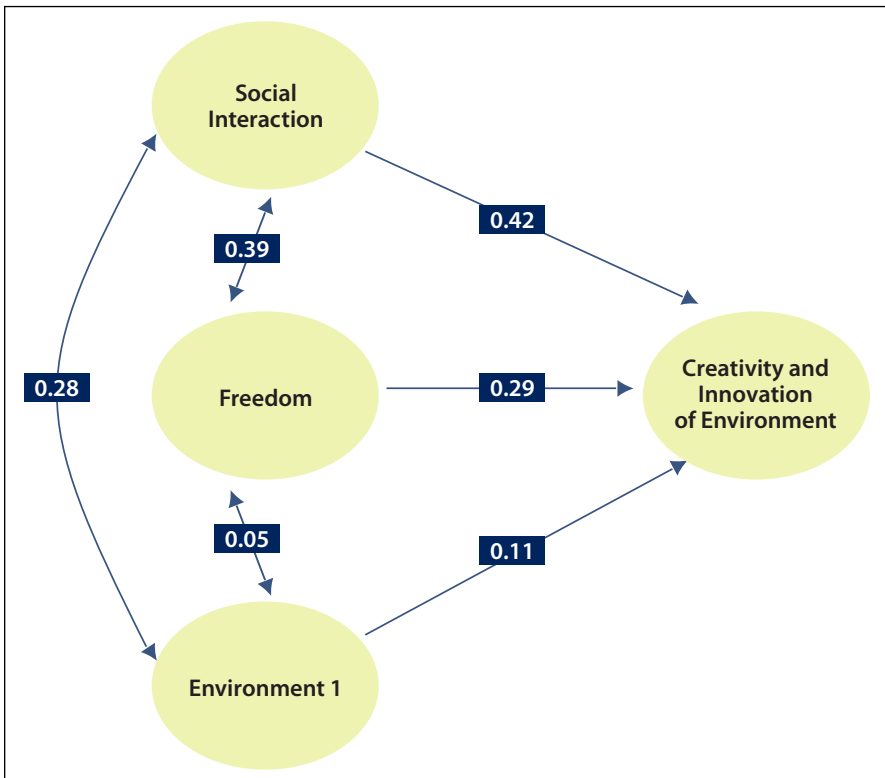 Social
Interaction
0.42
0.39
0.28
Freedom
0.29
Creativity and
Innovation
of Environment
0.05
0.11
Environment 1